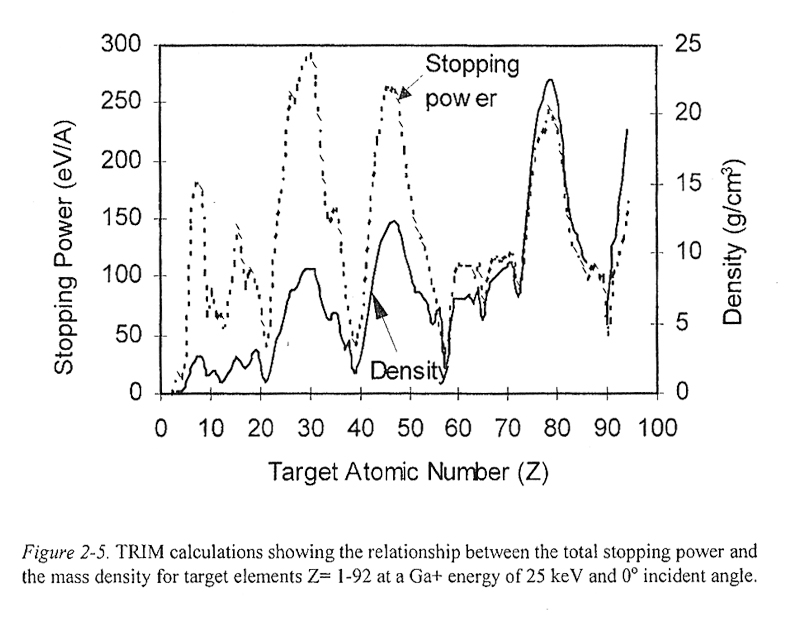 300
250
200
150
100
50
0
Stopping Power (eV/A)
Stopping
power
Density
25
20
15
10
5
0
Density (g/cm³)
0 10 20 30 40 50 60 70 80 90 100
Target Atomic Number (Z)
Figure 2-5. TRIM calculations showing the relationship between the total stopping power and
the mass density for target elements Z= 1-92 at a Ga+ energy of 25 keV and 0° incident angle.